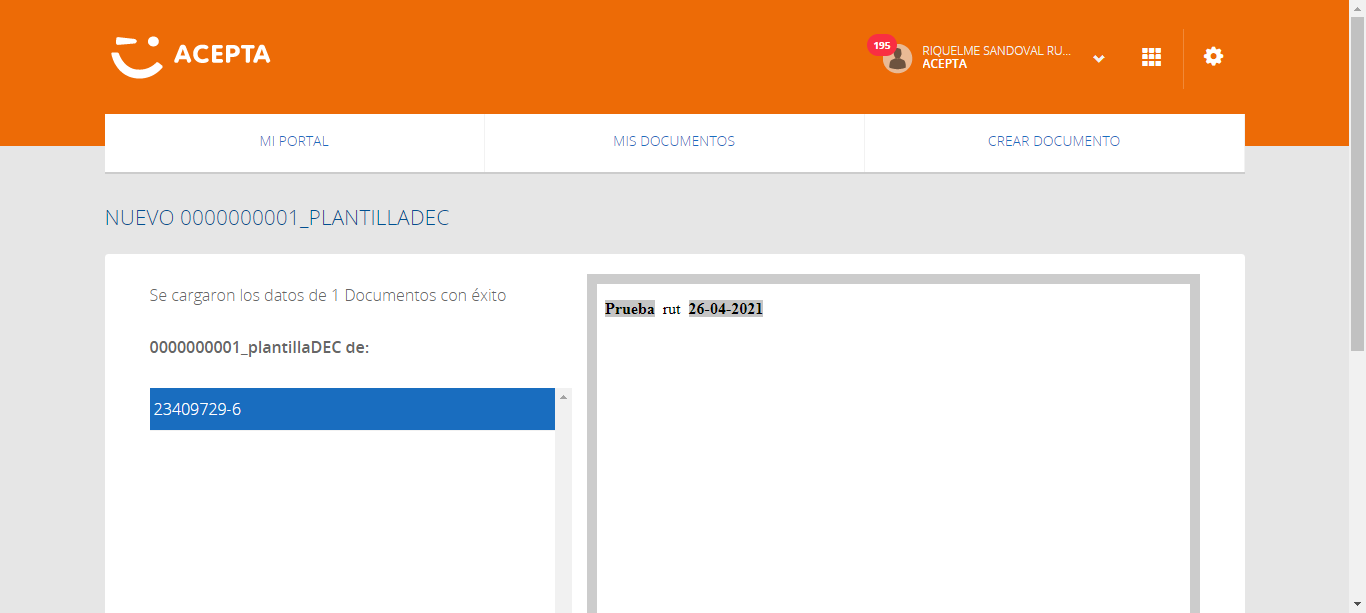 ACEPTA
195
RIQUELME SANDOVAL RU...
ACEPTA
MI PORTAL
MIS DOCUMENTOS
CREAR DOCUMENTO
NUEVO 0000000001_PLANTILLADEC
Se cargaron los datos de 1 Documentos con éxito
0000000001_plantillaDEC de:
23409729-6
Prueba rut 26-04-2021